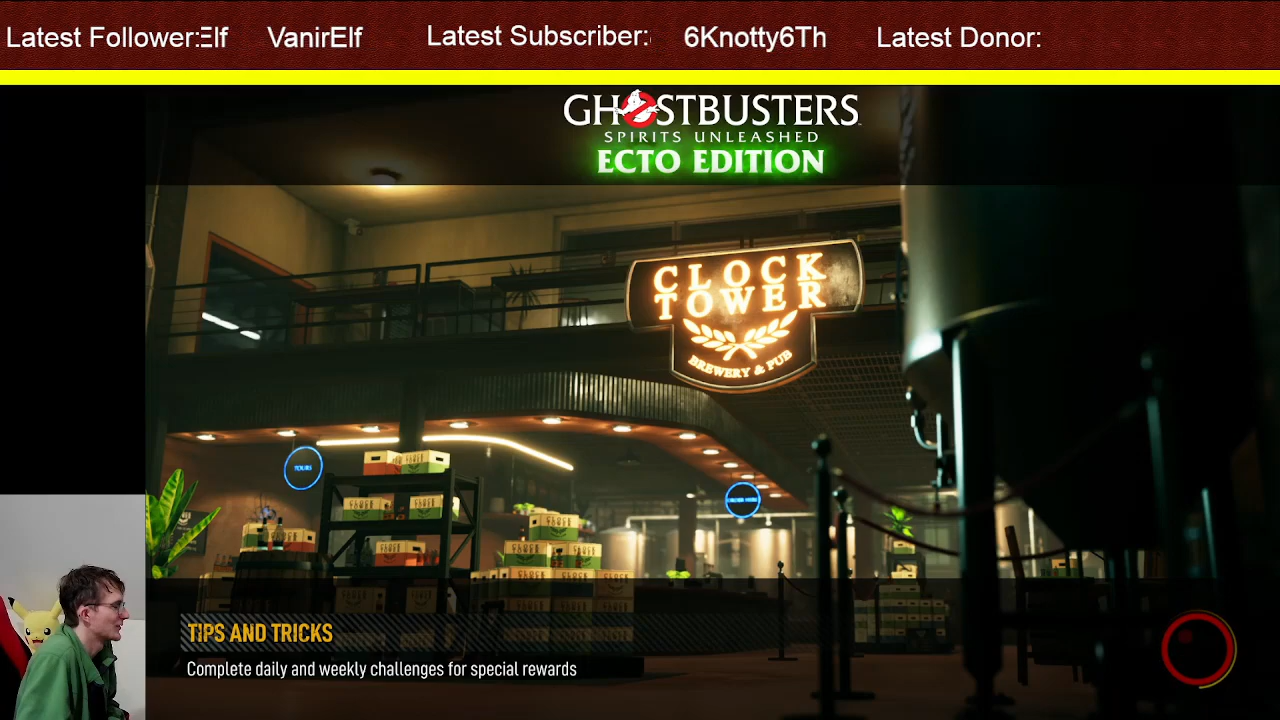 Latest Follower:Elf VanirElf Latest Subscriber: 6Knotty6Th Latest Donor:
GHOSTBUSTERS
SPIRITS UNLEASHED
ECTO EDITION
CLOCK
TOWER
BREWERY & PUB
TOURS
TIPS AND TRICKS
Complete daily and weekly challenges for special rewards